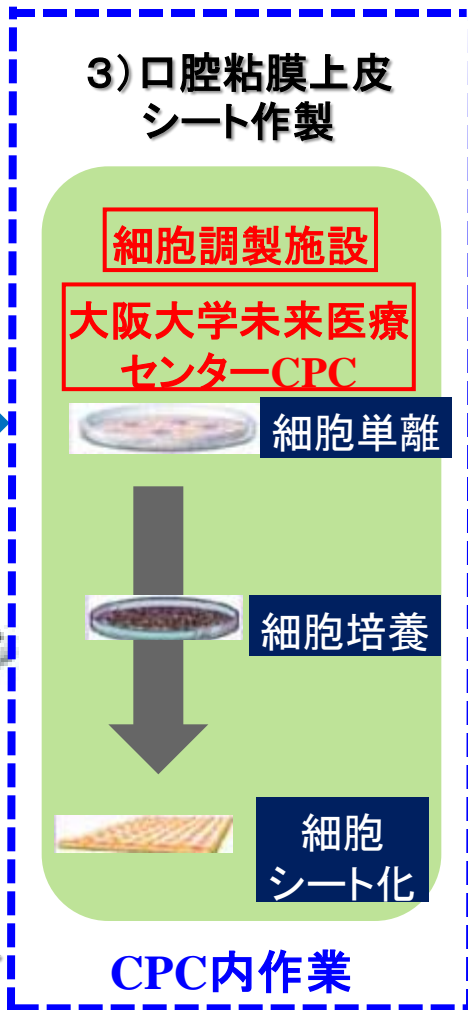 ３）口腔粘膜上皮
シート作製
細胞調製施設
大阪大学未来医療
センターCPC
細胞単離
細胞培養
細胞
シート化
CPC内作業